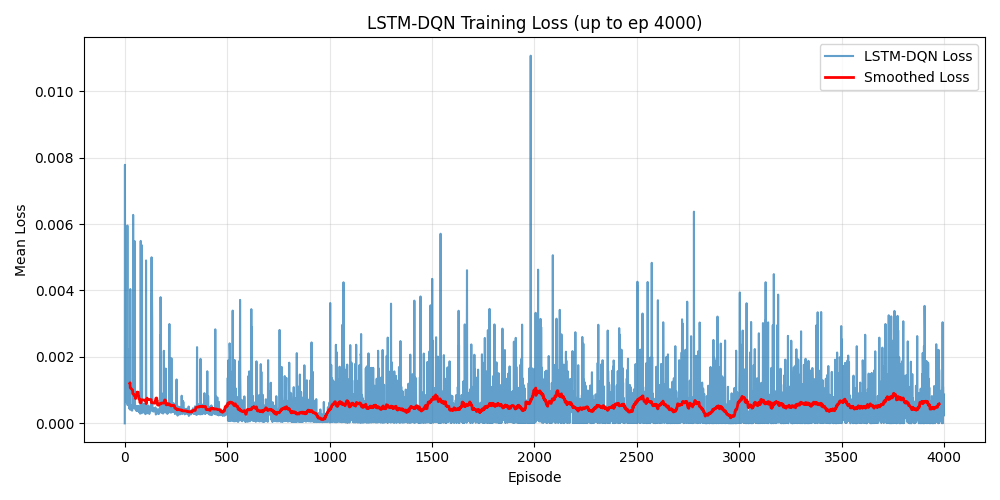 LSTM-DQN Training Loss (up to ep 4000)
LSTM-DQN Loss
Smoothed Loss
Mean Loss
0.010
0.008
0.006
0.004
0.002
0.000
0 500 1000 1500 2000 2500 3000 3500 4000
Episode